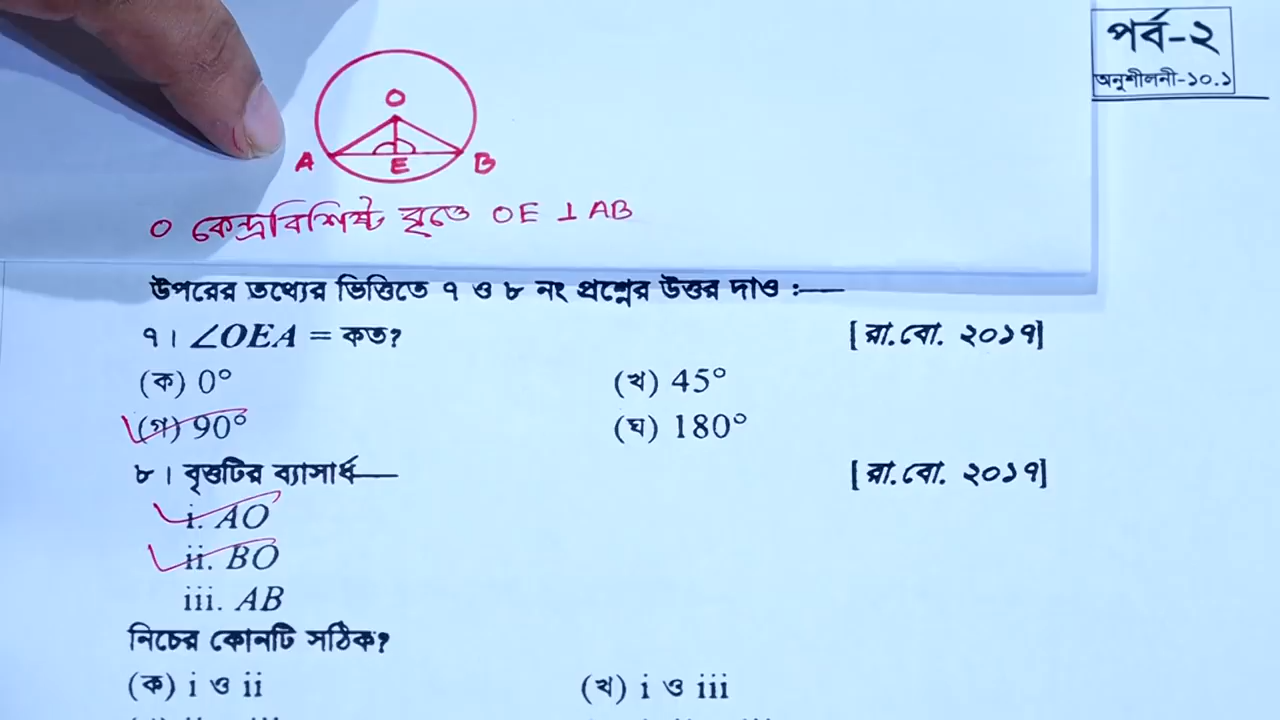 পর্ব-২
অনুশীলনী-১০.১
O
A E B
O কেন্দ্রবিশিষ্ট বৃত্তে OE ⊥ AB
উপরের তথ্যের ভিত্তিতে ৭ ও ৮ নং প্রশ্নের উত্তর দাও :—
৭। ∠OEA = কত? [রা.বো. ২০১৭]
(ক) 0° (খ) 45°
(গ) 90° (ঘ) 180°
৮। বৃত্তটির ব্যাসার্ধ— [রা.বো. ২০১৭]
i. AO
ii. BO
iii. AB
নিচের কোনটি সঠিক?
(ক) i ও ii (খ) i ও iii